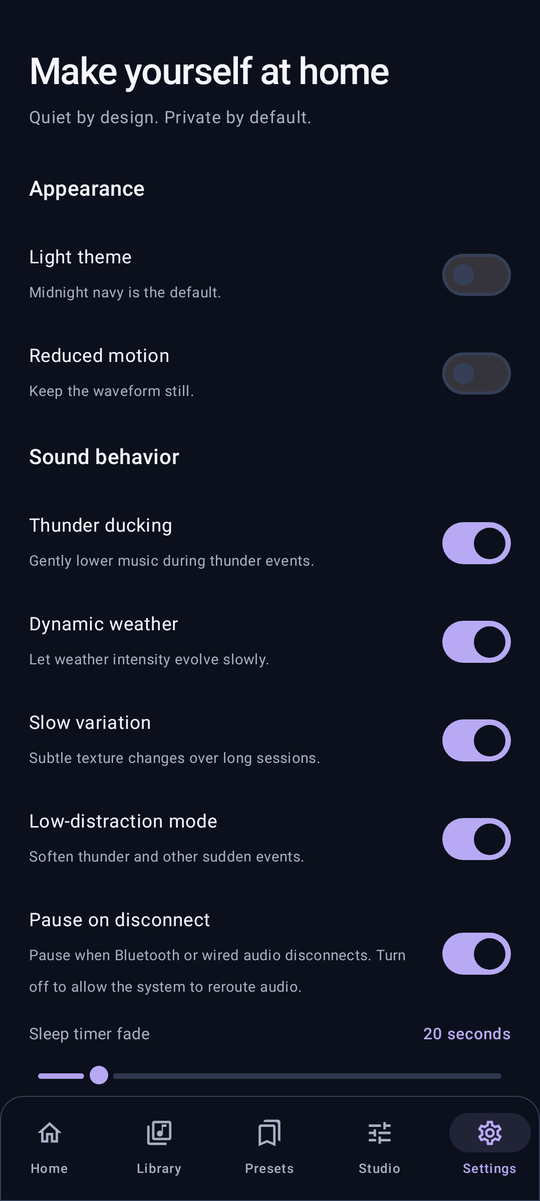 Make yourself at home
Quiet by design. Private by default.
Appearance
Light theme
Midnight navy is the default.
Reduced motion
Keep the waveform still.
Sound behavior
Thunder ducking
Gently lower music during thunder events.
Dynamic weather
Let weather intensity evolve slowly.
Slow variation
Subtle texture changes over long sessions.
Low-distraction mode
Soften thunder and other sudden events.
Pause on disconnect
Pause when Bluetooth or wired audio disconnects. Turn
off to allow the system to reroute audio.
Sleep timer fade 20 seconds
Home Library Presets Studio Settings